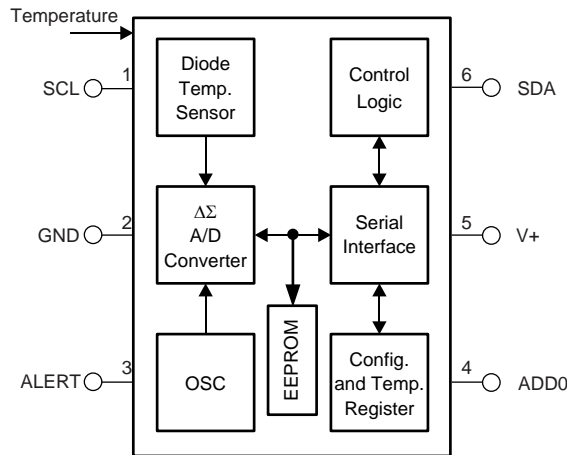 Temperature
SCL
1
Diode
Temp.
Sensor
Control
Logic
6
SDA
GND
2
ΔΣ
A/D
Converter
Serial
Interface
5
V+
ALERT
3
OSC
EEPROM
Config.
and Temp.
Register
4
ADD0